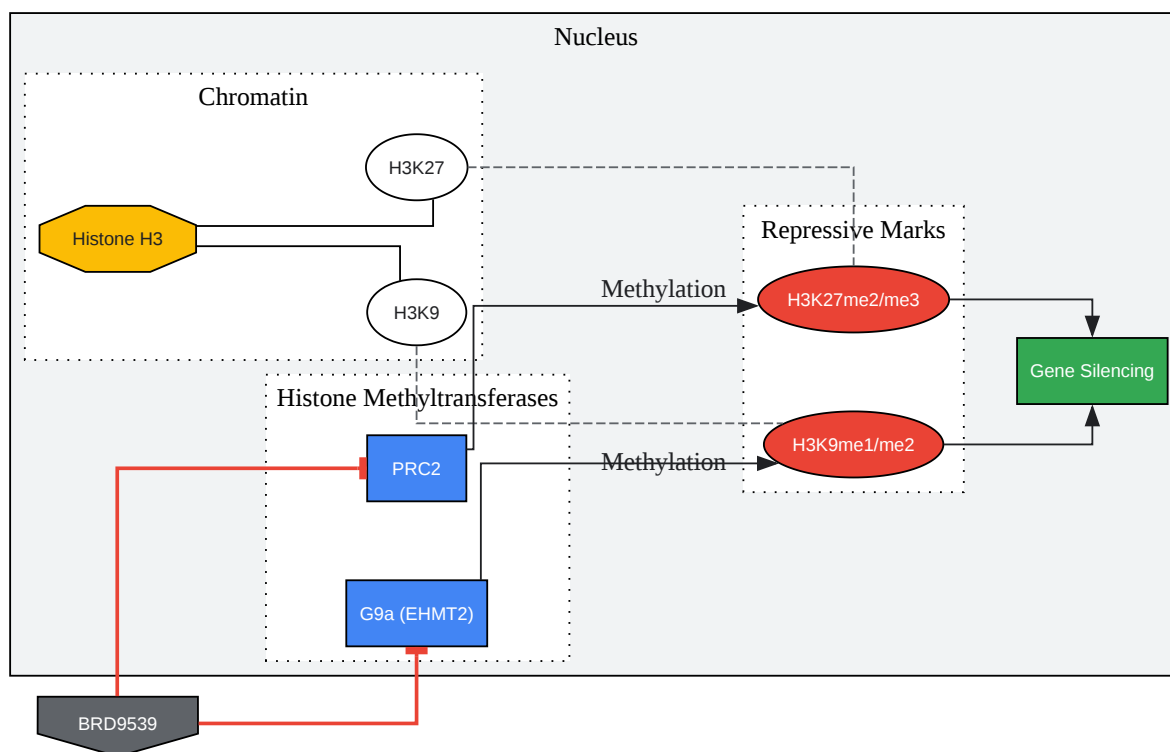 Nucleus
Chromatin
H3K27
Histone H3
H3K9
Repressive Marks
Methylation
H3K27me2/me3
Gene Silencing
Histone Methyltransferases
PRC2
Methylation
H3K9me1/me2
G9a (EHMT2)
BRD9539